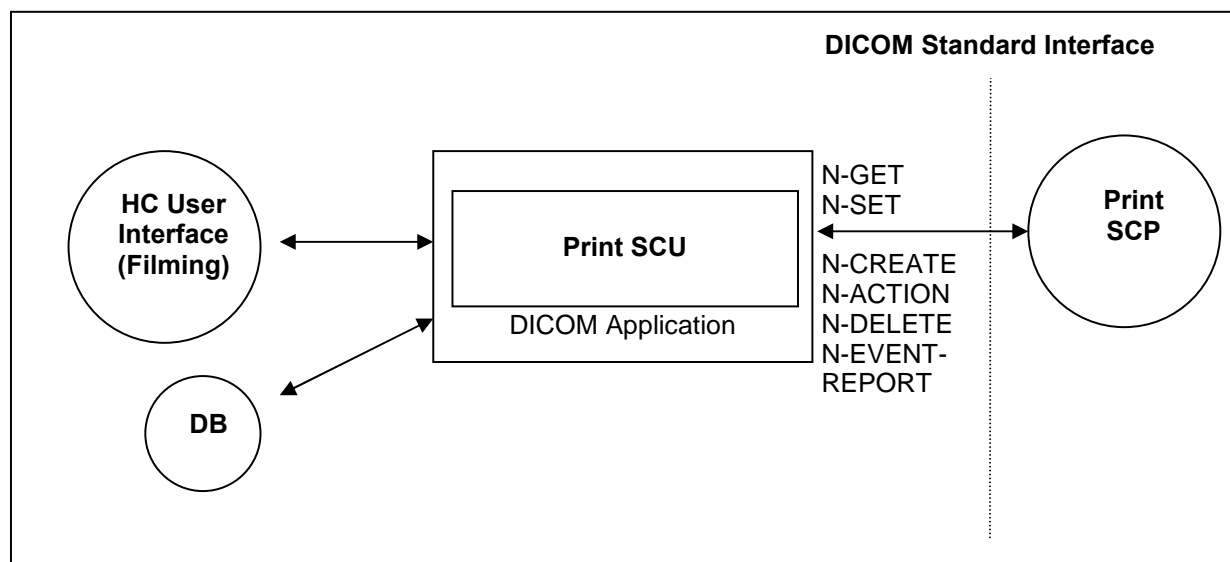 DICOM Standard Interface
HC User
Interface
(Filming)
DB
Print SCU
DICOM Application
N-GET
N-SET
N-CREATE
N-ACTION
N-DELETE
N-EVENT-
REPORT
Print
SCP